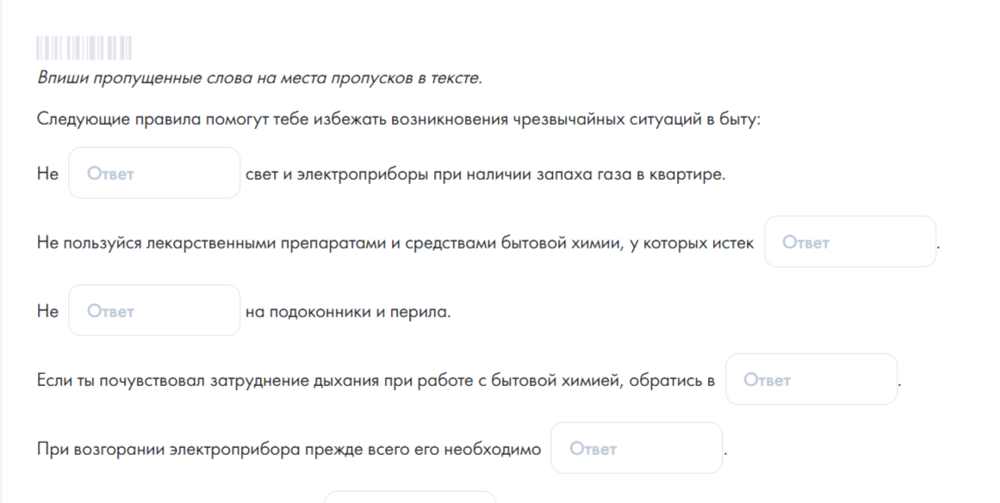 Впиши пропущенные слова на места пропусков в тексте.
Следующие правила помогут тебе избежать возникновения чрезвычайных ситуаций в быту:
Не Ответ свет и электроприборы при наличии запаха газа в квартире.
Не пользуйся лекарственными препаратами и средствами бытовой химии, у которых истек Ответ.
Не Ответ на подоконники и перила.
Если ты почувствовал затруднение дыхания при работе с бытовой химией, обратись в Ответ.
При возгорании электроприбора прежде всего его необходимо Ответ.